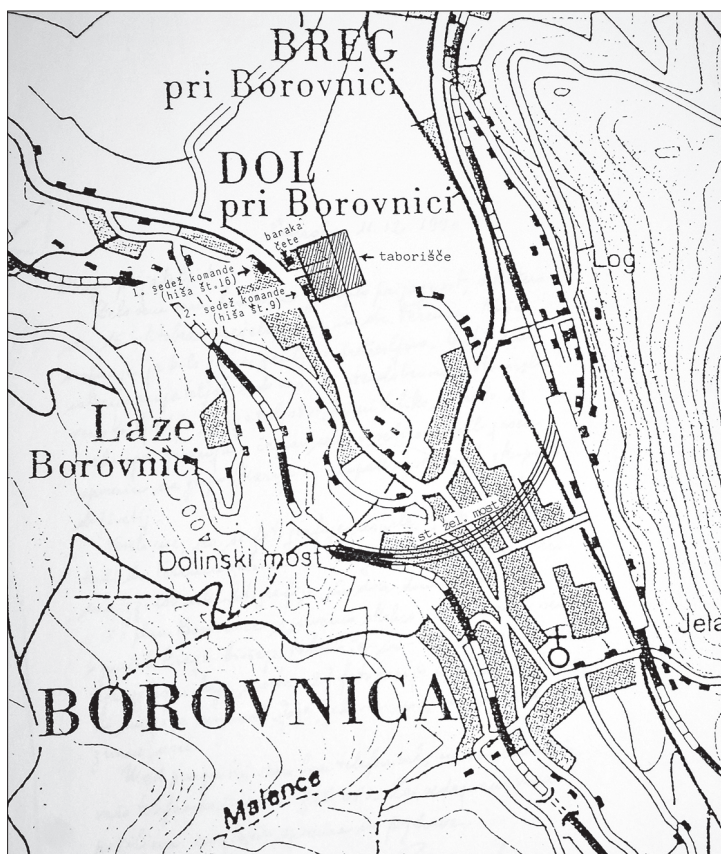 BREG
pri Borovnici
DOL
pri Borovnici
baraka
čete
taborišče
Log
1. sedež komande
(hiša št.16)
2. sedež komande
(hiša št.9)
Laze
Borovnici
st. žel. most
Dolinski most
Jela
BOROVNICA
Malence